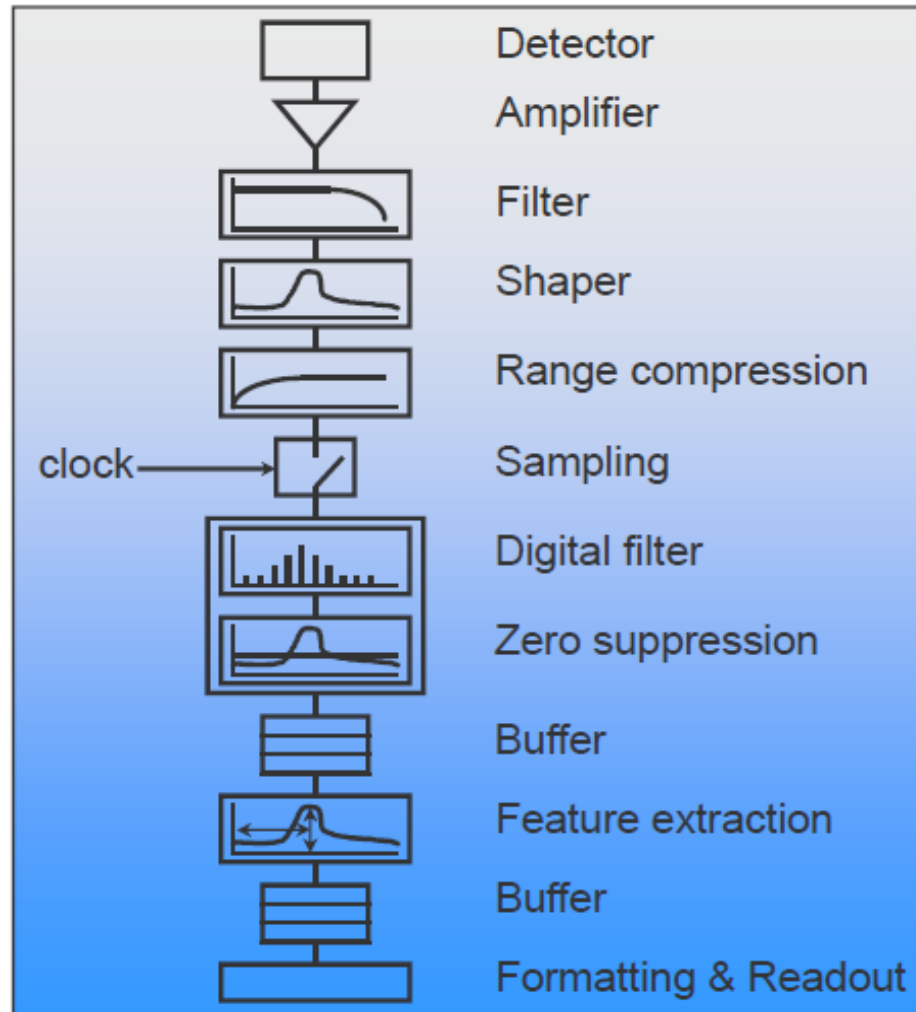 Detector
Amplifier
Filter
Shaper
Range compression
clock
Sampling
Digital filter
Zero suppression
Buffer
Feature extraction
Buffer
Formatting & Readout